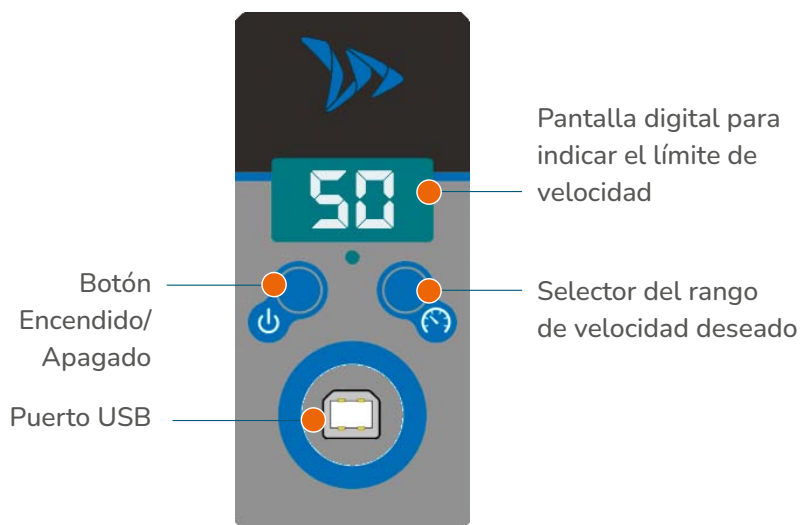 Pantalla digital para
indicar el límite de
velocidad
50
Botón
Encendido/
Apagado
Selector del rango
de velocidad deseado
Puerto USB